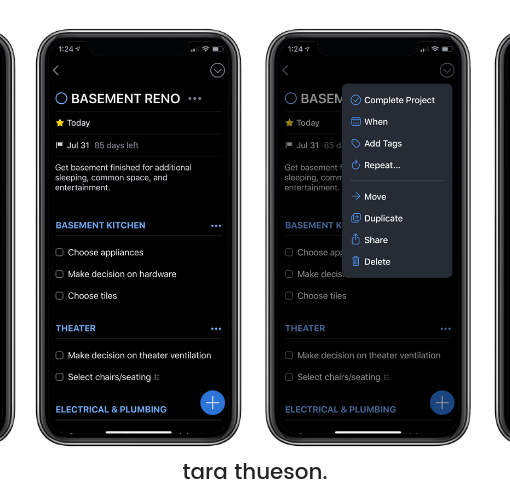 1:24
BASEMENT RENO
Today
Jul 31 85 days left
Get basement finished for additional
sleeping, common space, and
entertainment.
BASEMENT KITCHEN
Choose appliances
Make decision on hardware
Choose tiles
THEATER
Make decision on theater ventilation
Select chairs/seating
ELECTRICAL & PLUMBING
1:24
BASEM
Today
Jul 31 85 d
Get basement f
sleeping, comm
entertainment.
BASEMENT K
Choose app
Make decis
Choose tiles
THEATER
Make decision on theater ventilation
Select chairs/seating
ELECTRICAL & PLUMBING
Complete Project
When
Add Tags
Repeat...
Move
Duplicate
Share
Delete
tara thueson.